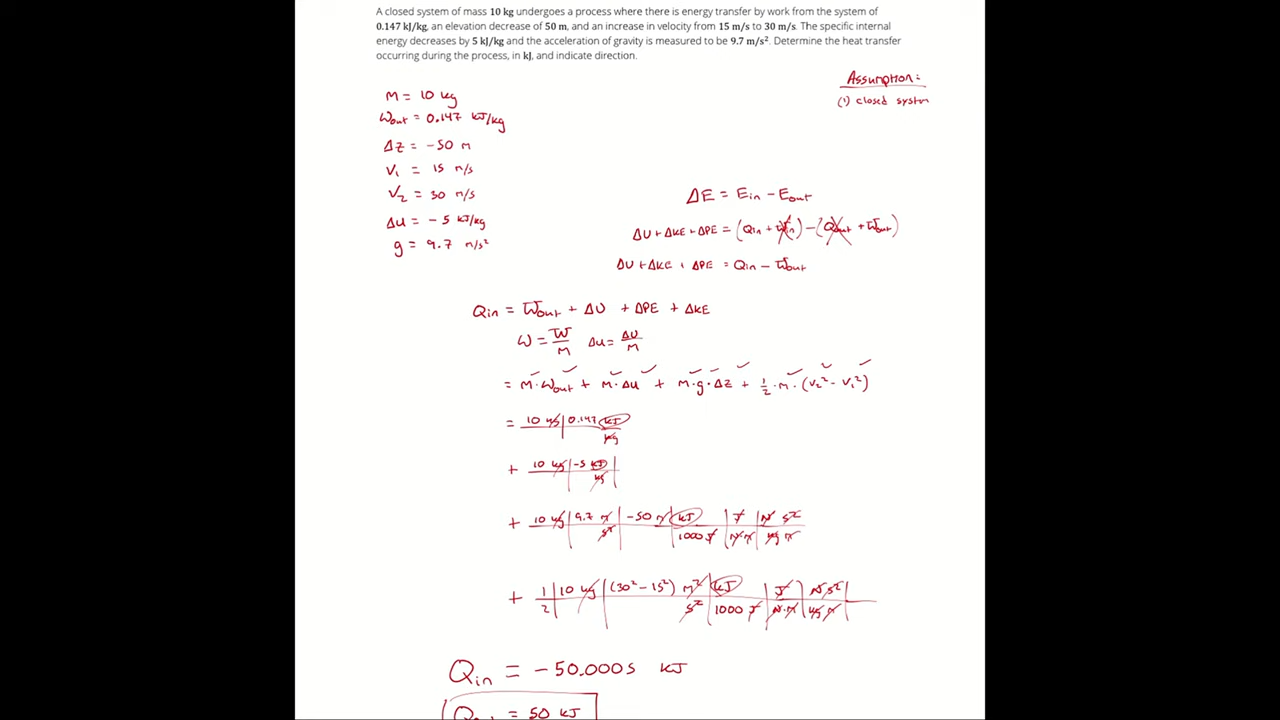 A closed system of mass 10 kg undergoes a process where there is energy transfer by work from the system of
0.147 kJ/kg, an elevation decrease of 50 m, and an increase in velocity from 15 m/s to 30 m/s. The specific internal
energy decreases by 5 kJ/kg and the acceleration of gravity is measured to be 9.7 m/s². Determine the heat transfer
occurring during the process, in kJ, and indicate direction.
Assumption:
(1) closed system
m = 10 kg
wout = 0.147 kJ/kg
Δz = -50 m
V₁ = 15 m/s
V₂ = 30 m/s
Δu = -5 kJ/kg
g = 9.7 m/s²
ΔE = Ein - Eout
ΔU + ΔKE + ΔPE = (Qin + Win) - (Qout + Wout)
ΔU + ΔKE + ΔPE = Qin - Wout
Qin = Wout + ΔU + ΔPE + ΔKE
w = W/m Δu = ΔU/m
= m·wout + m·Δu + m·g·Δz + 1/2·m·(V₂² - V₁²)
= 10 kg | 0.147 kJ/kg
+ 10 kg | -5 kJ/kg |
+ 10 kg | 9.7 m/s² | -50 m | kJ/1000 J | J/N·m | N s²/kg m
+ 1/2 | 10 kg | (30² - 15²) m²/s² | kJ/1000 J | J/N·m | N s²/kg m |
Qin = -50.0005 kJ
= 50 kJ